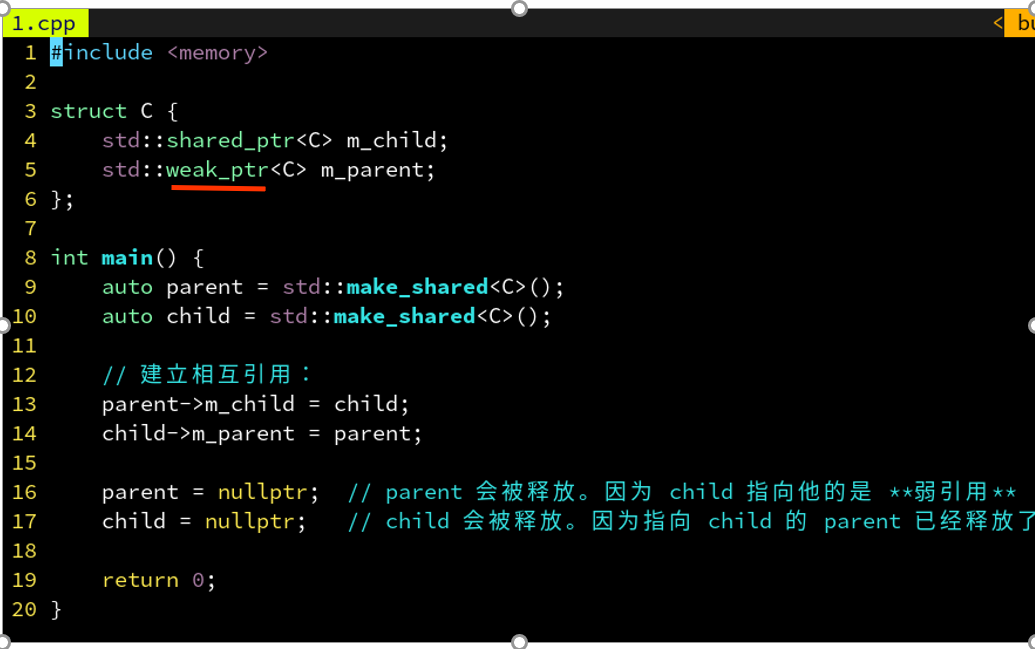 1.cpp < bu
1 #include <memory>
2
3 struct C {
4     std::shared_ptr<C> m_child;
5     std::weak_ptr<C> m_parent;
6 };
7
8 int main() {
9     auto parent = std::make_shared<C>();
10     auto child = std::make_shared<C>();
11
12     // 建立相互引用：
13     parent->m_child = child;
14     child->m_parent = parent;
15
16     parent = nullptr;  // parent 会被释放。因为 child 指向他的是 **弱引用**
17     child = nullptr;   // child 会被释放。因为指向 child 的 parent 已经释放了
18
19     return 0;
20 }